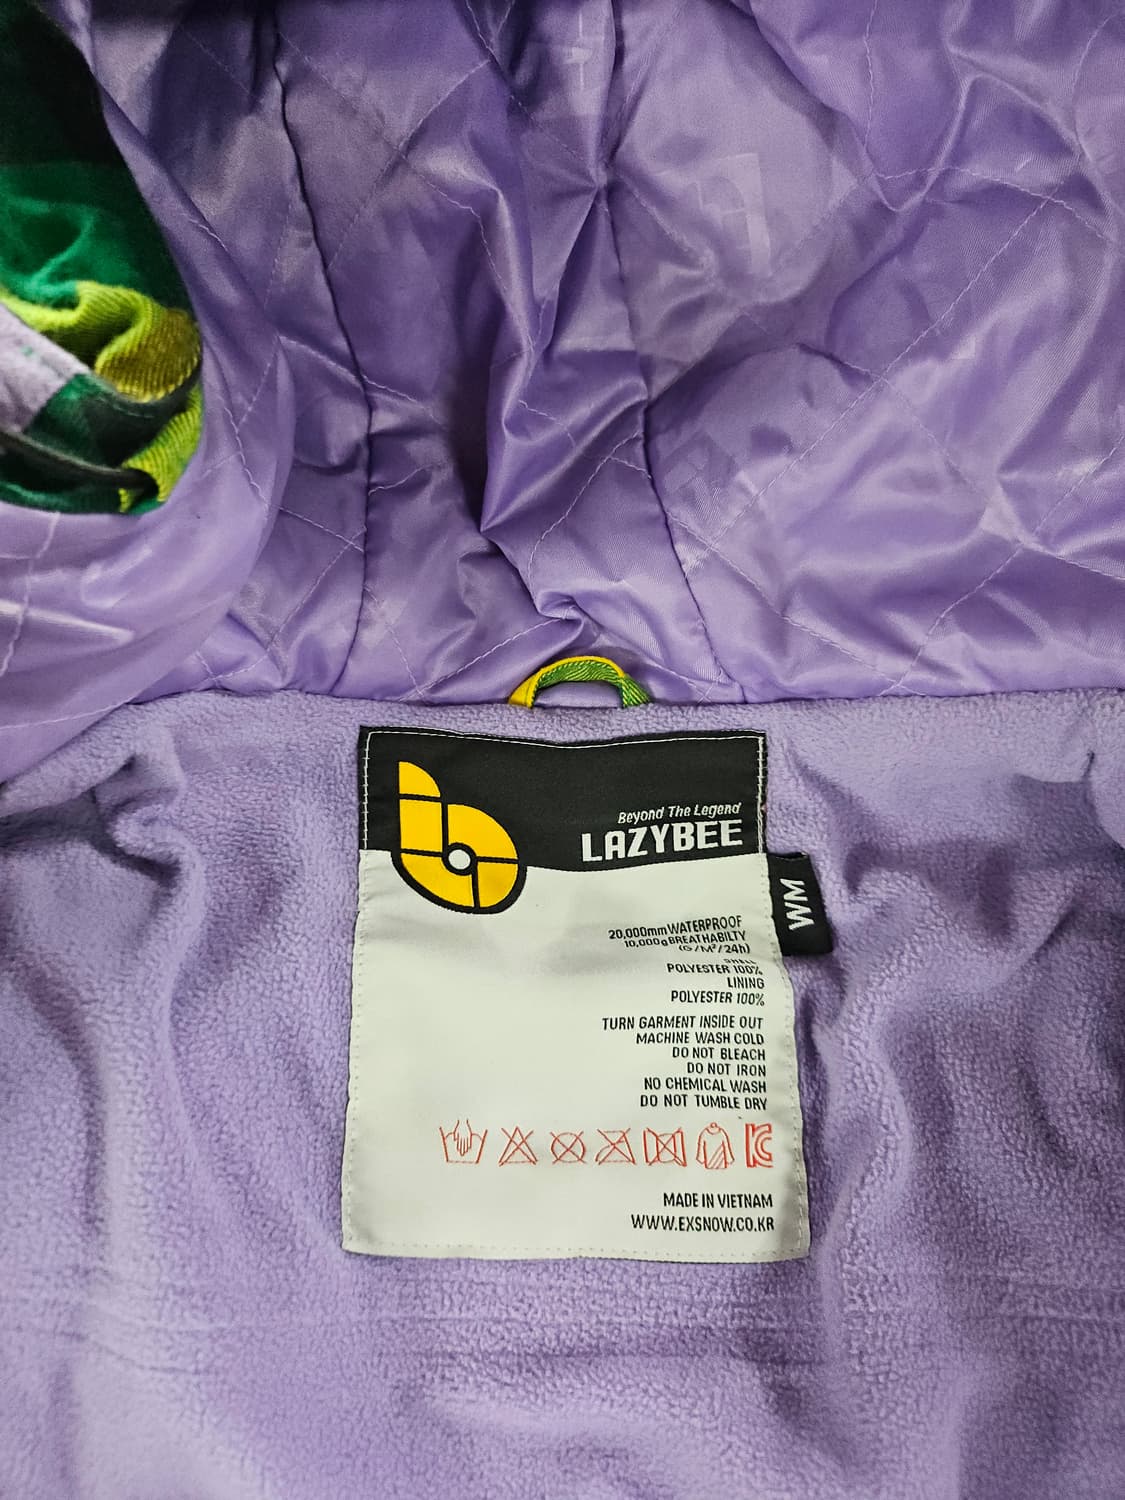 Beyond The Legend
LAZYBEE
WM
20,000mm WATERPROOF
10,000g BREATHABILTY
(G/M²/24h)
SHELL
POLYESTER 100%
LINING
POLYESTER 100%
TURN GARMENT INSIDE OUT
MACHINE WASH COLD
DO NOT BLEACH
DO NOT IRON
NO CHEMICAL WASH
DO NOT TUMBLE DRY
MADE IN VIETNAM
WWW.EXSNOW.CO.KR